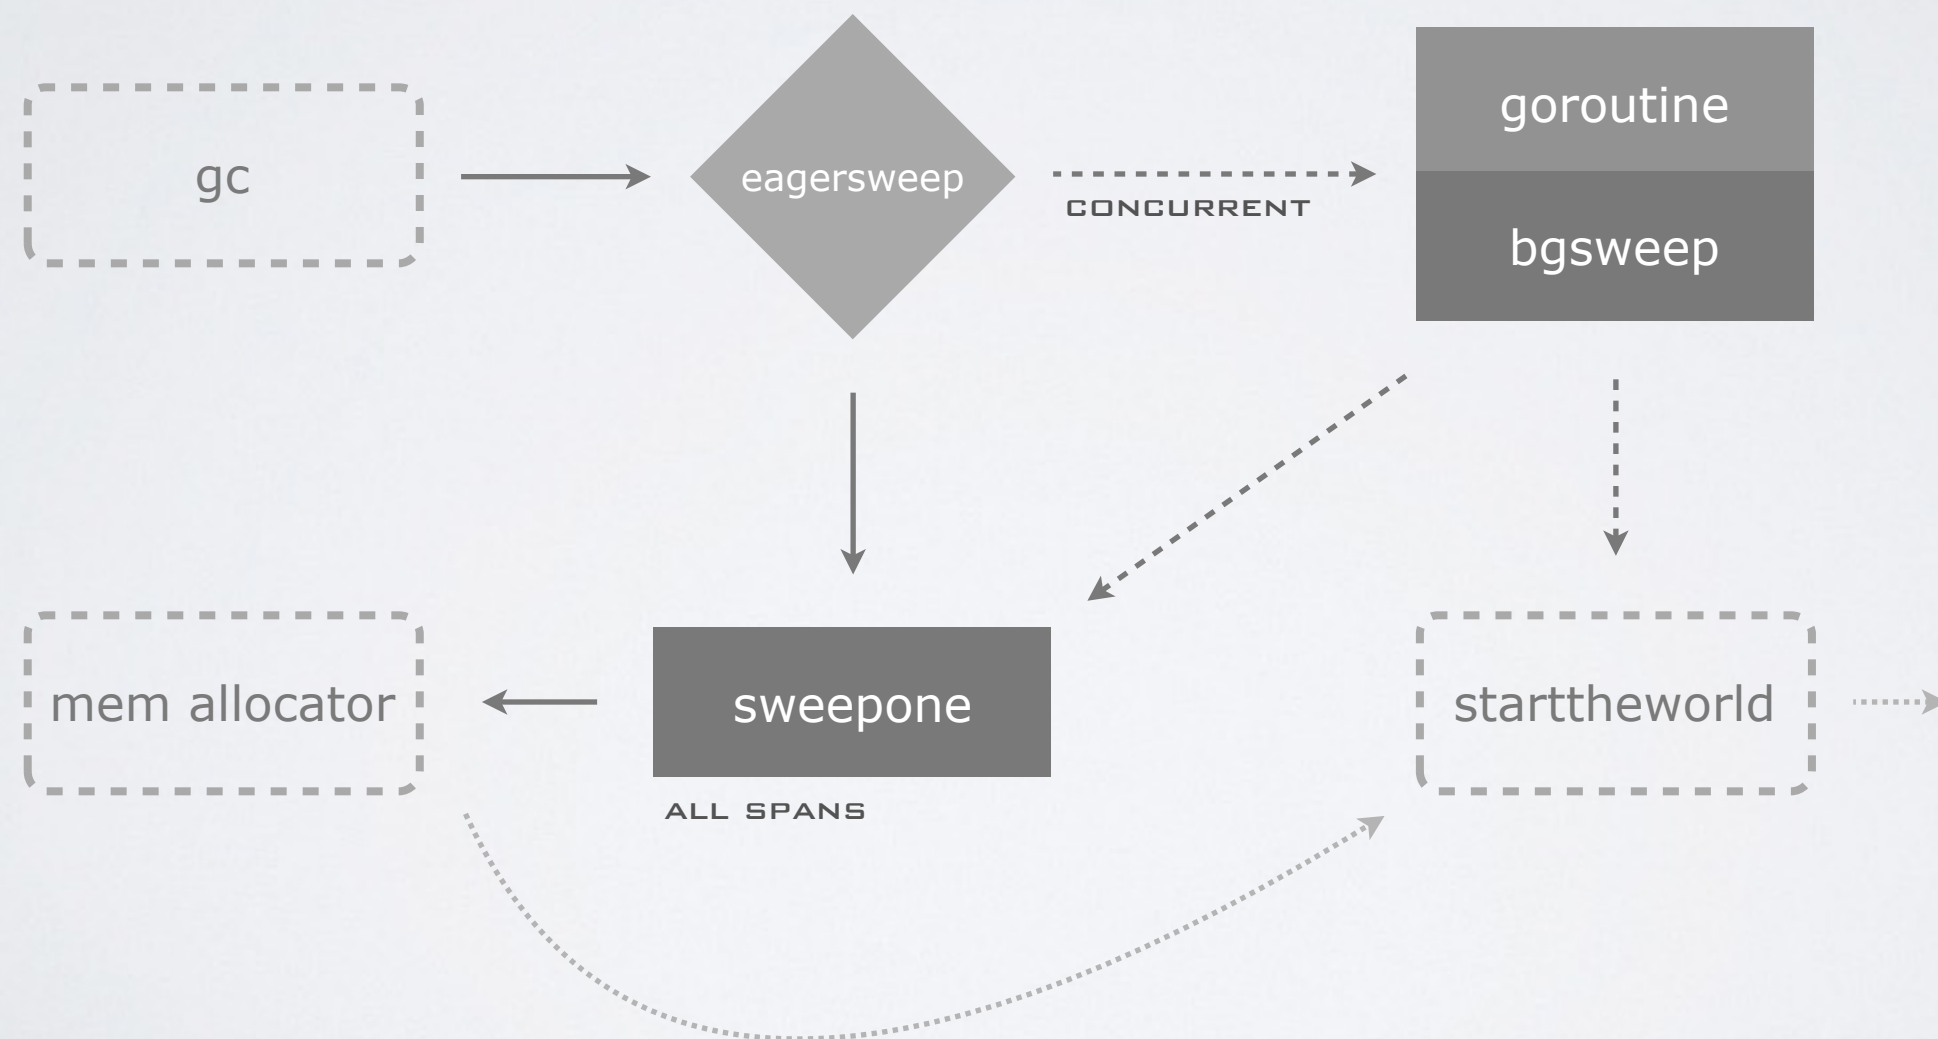 gc
eagersweep
CONCURRENT
goroutine
bgsweep
mem allocator
sweepone
ALL SPANS
starttheworld